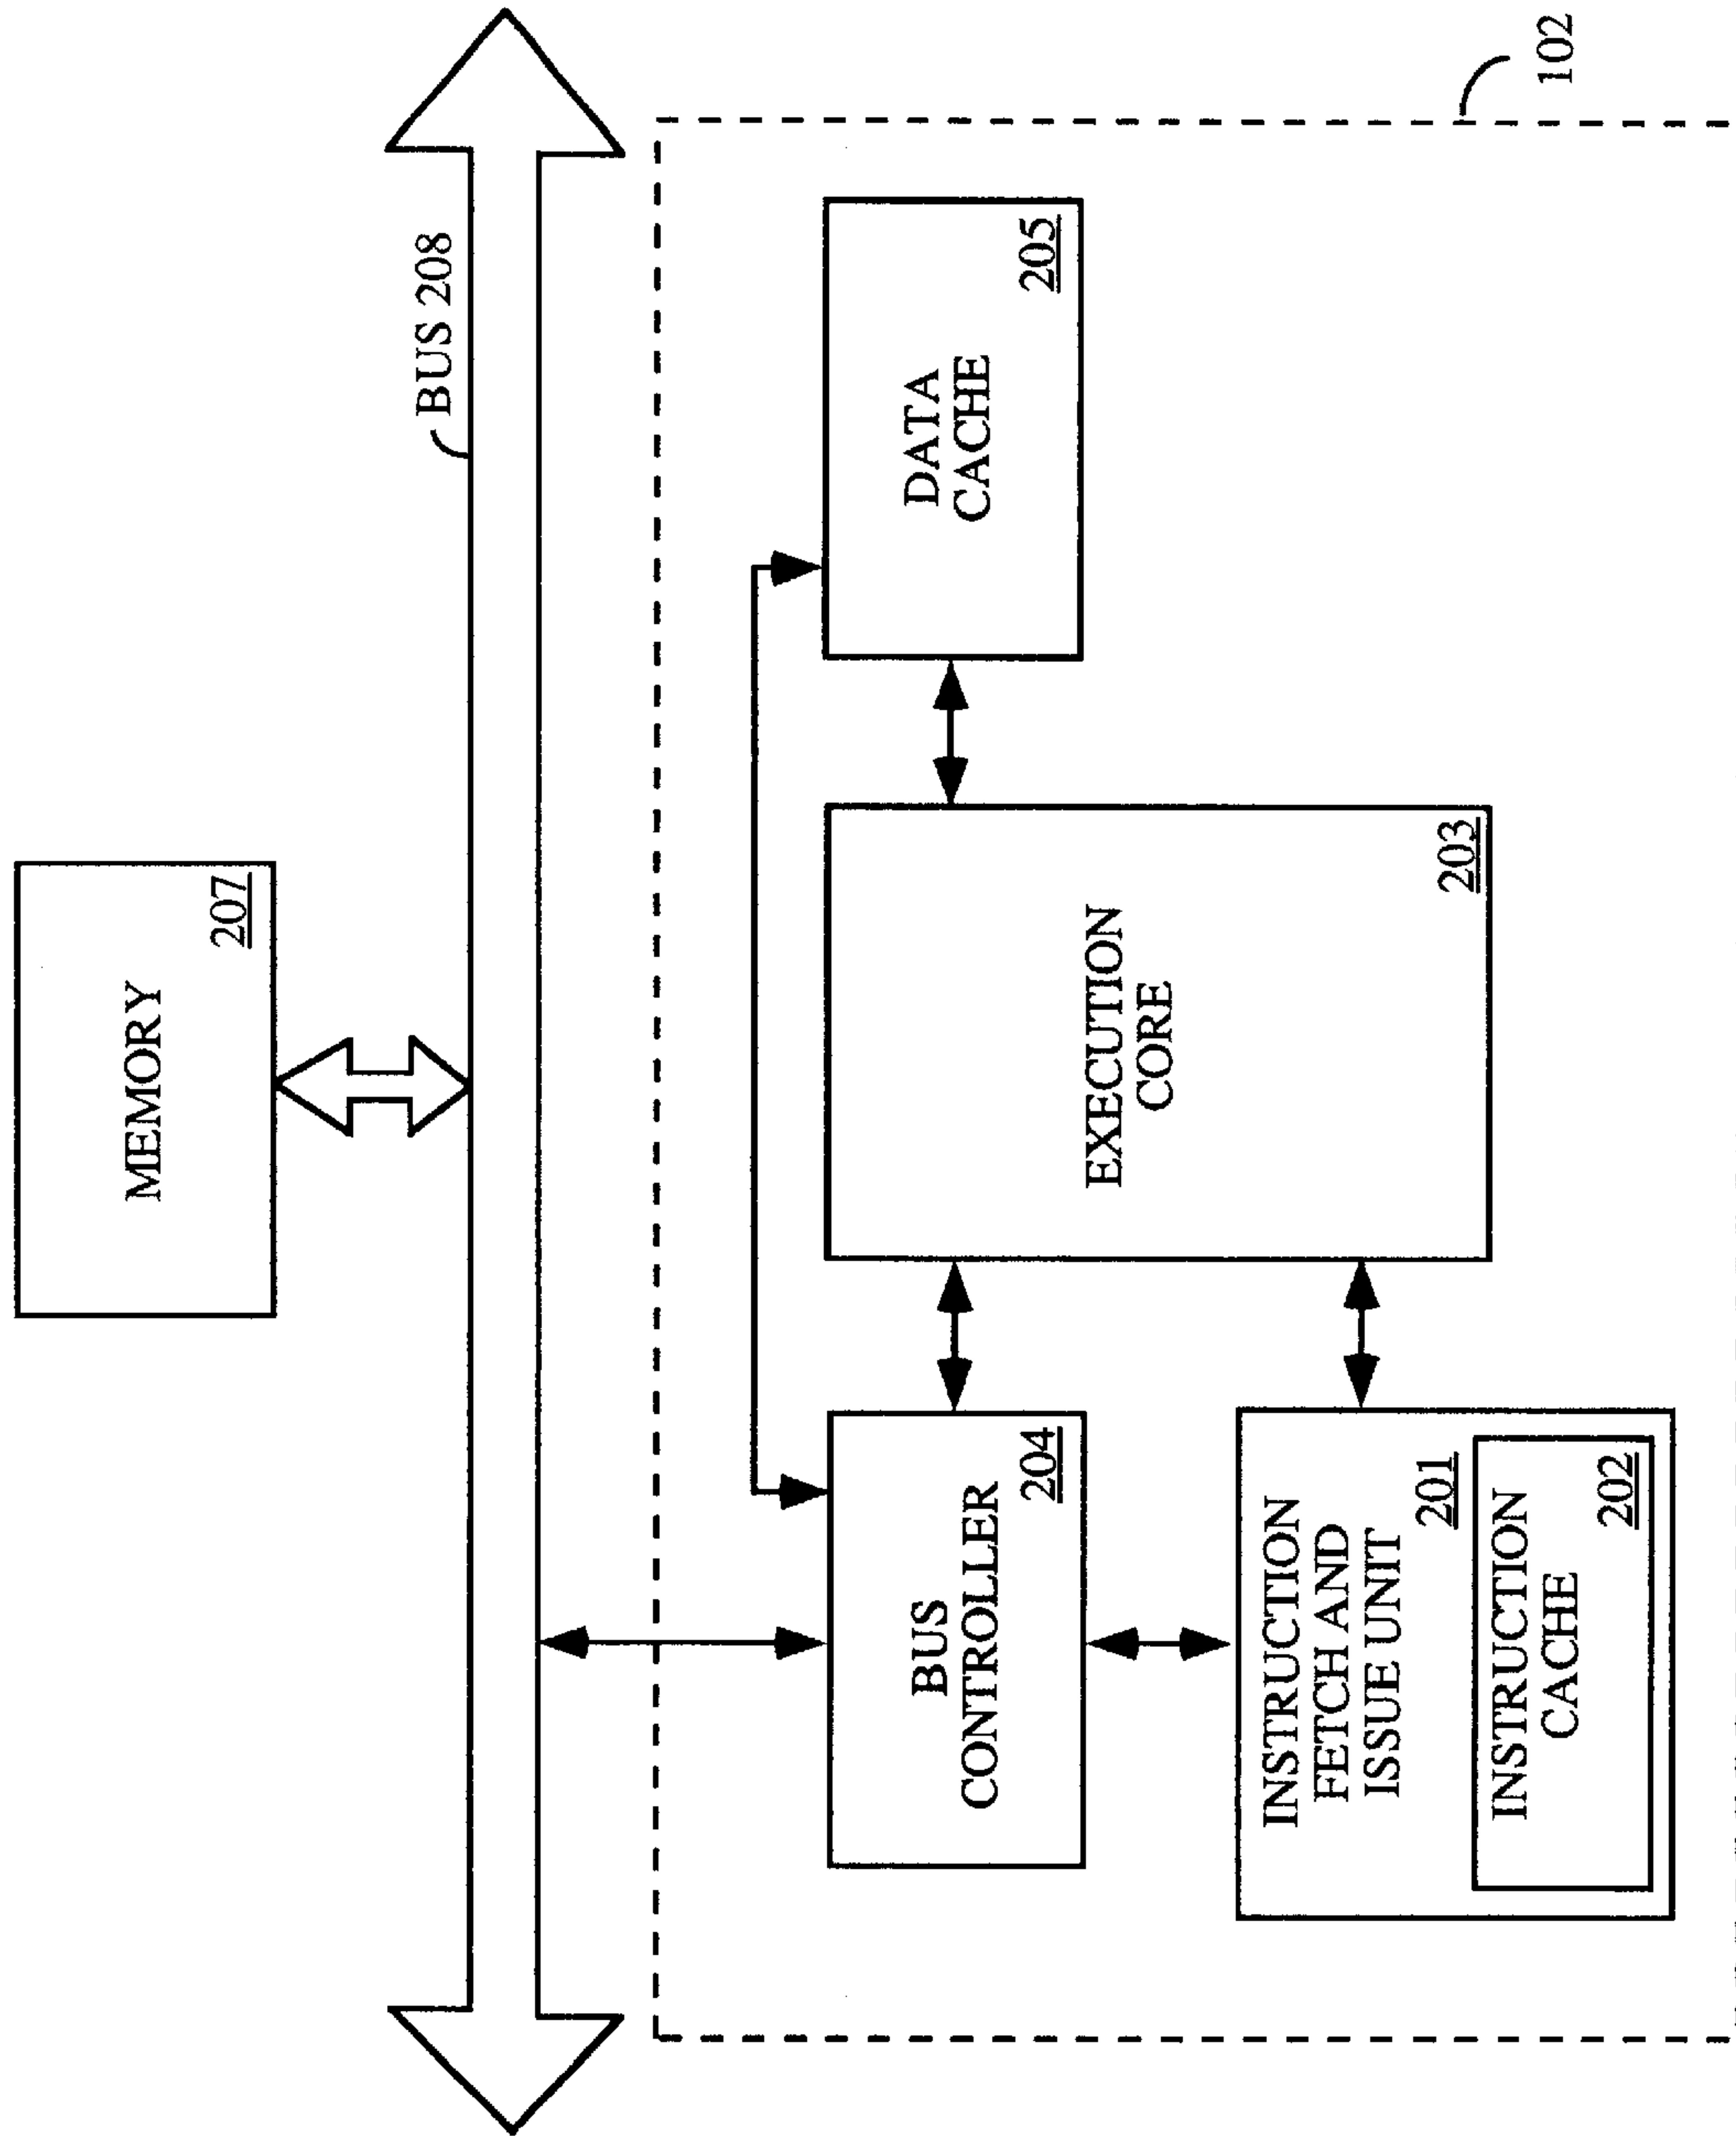 MEMORY
207
BUS 208
102
BUS
CONTROLLER
204
EXECUTION
CORE
203
DATA
CACHE
205
INSTRUCTION
FETCH AND
ISSUE UNIT
201
INSTRUCTION
CACHE
202